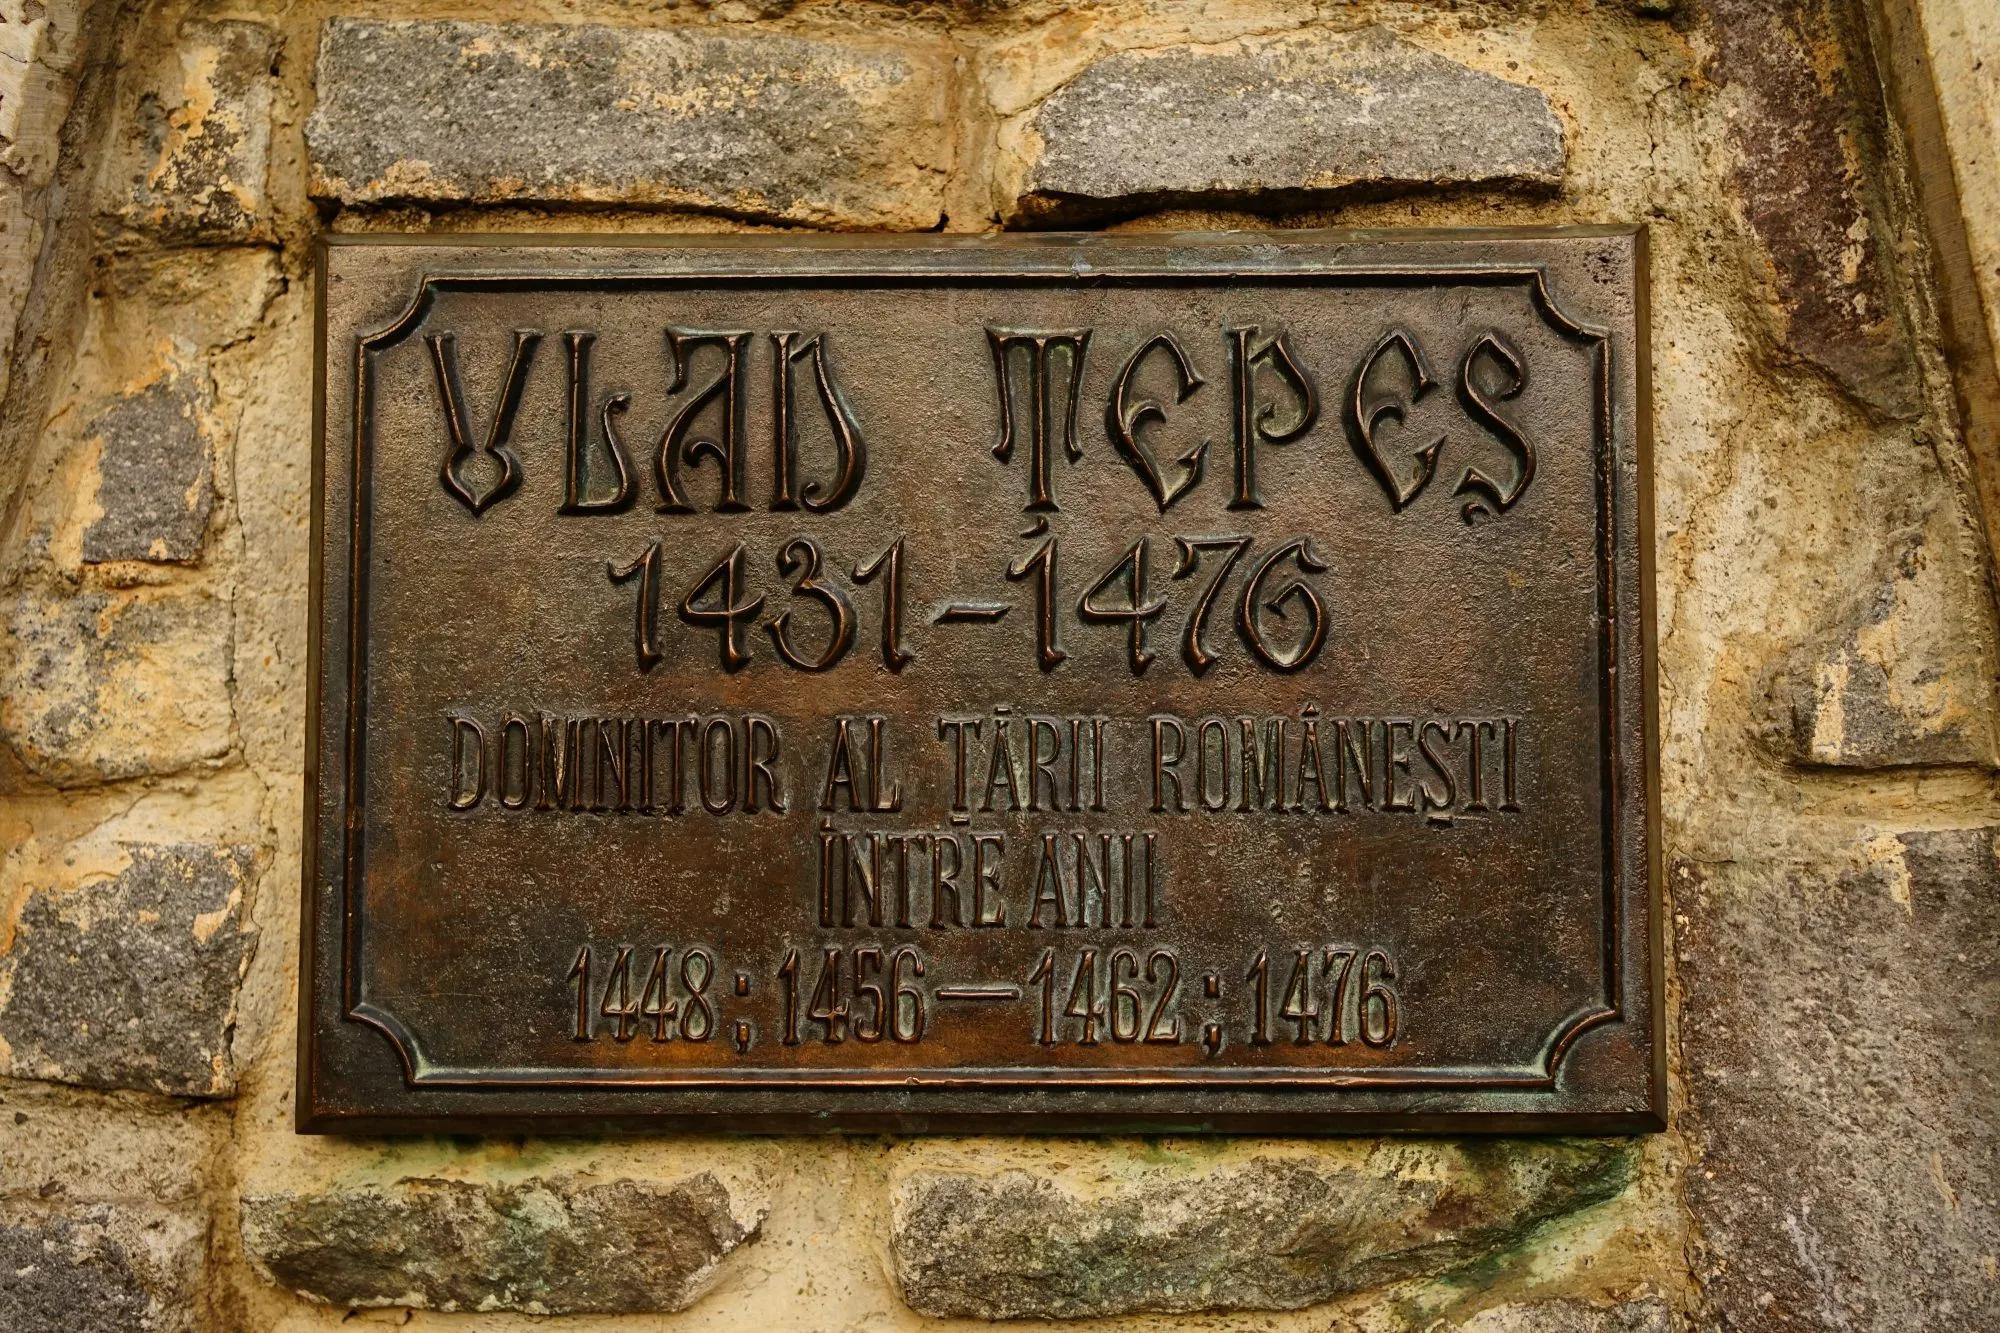 VLAD ȚEPEȘ
1431-1476
DOMNITOR AL ȚĂRII ROMÂNEȘTI
ÎNTRE ANII
1448; 1456—1462; 1476